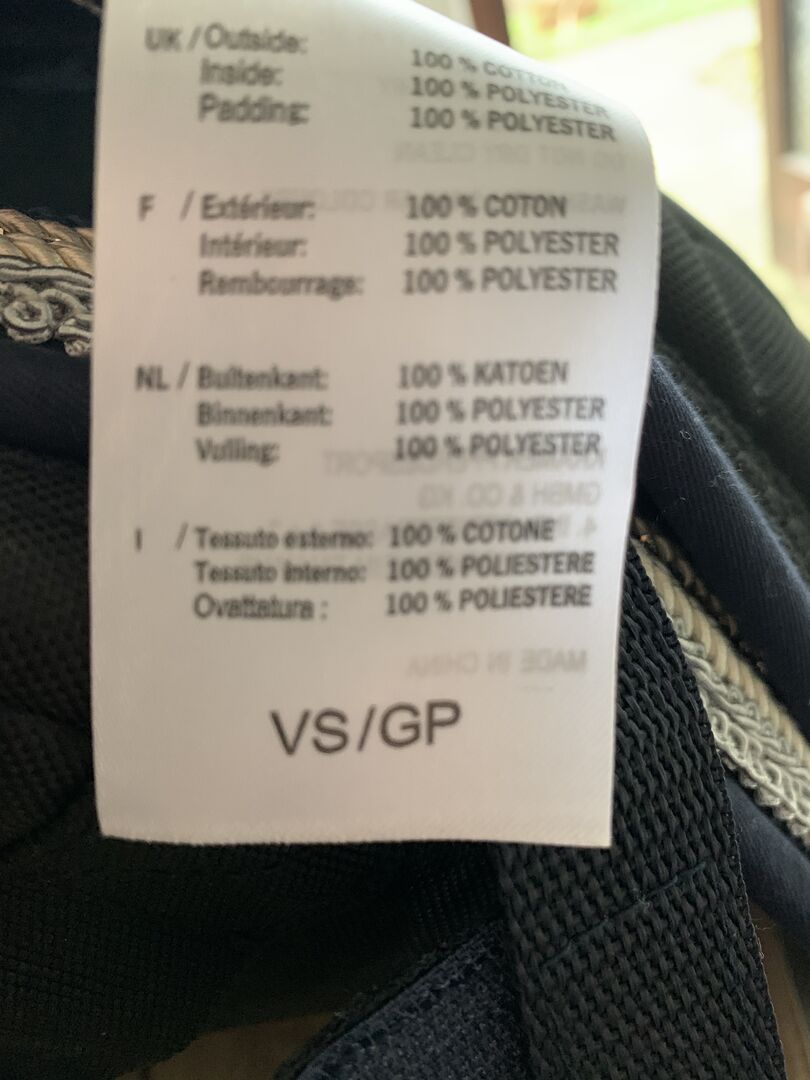 UK / Outside: 100 % COTTON
Inside: 100 % POLYESTER
Padding: 100 % POLYESTER
F / Extérieur: 100 % COTON
Intérieur: 100 % POLYESTER
Rembourrage: 100 % POLYESTER
NL / Buitenkant: 100 % KATOEN
Binnenkant: 100 % POLYESTER
Vulling: 100 % POLYESTER
I / Tessuto esterno: 100 % COTONE
Tessuto interno: 100 % POLIESTERE
Ovattatura : 100 % POLIESTERE
VS/GP